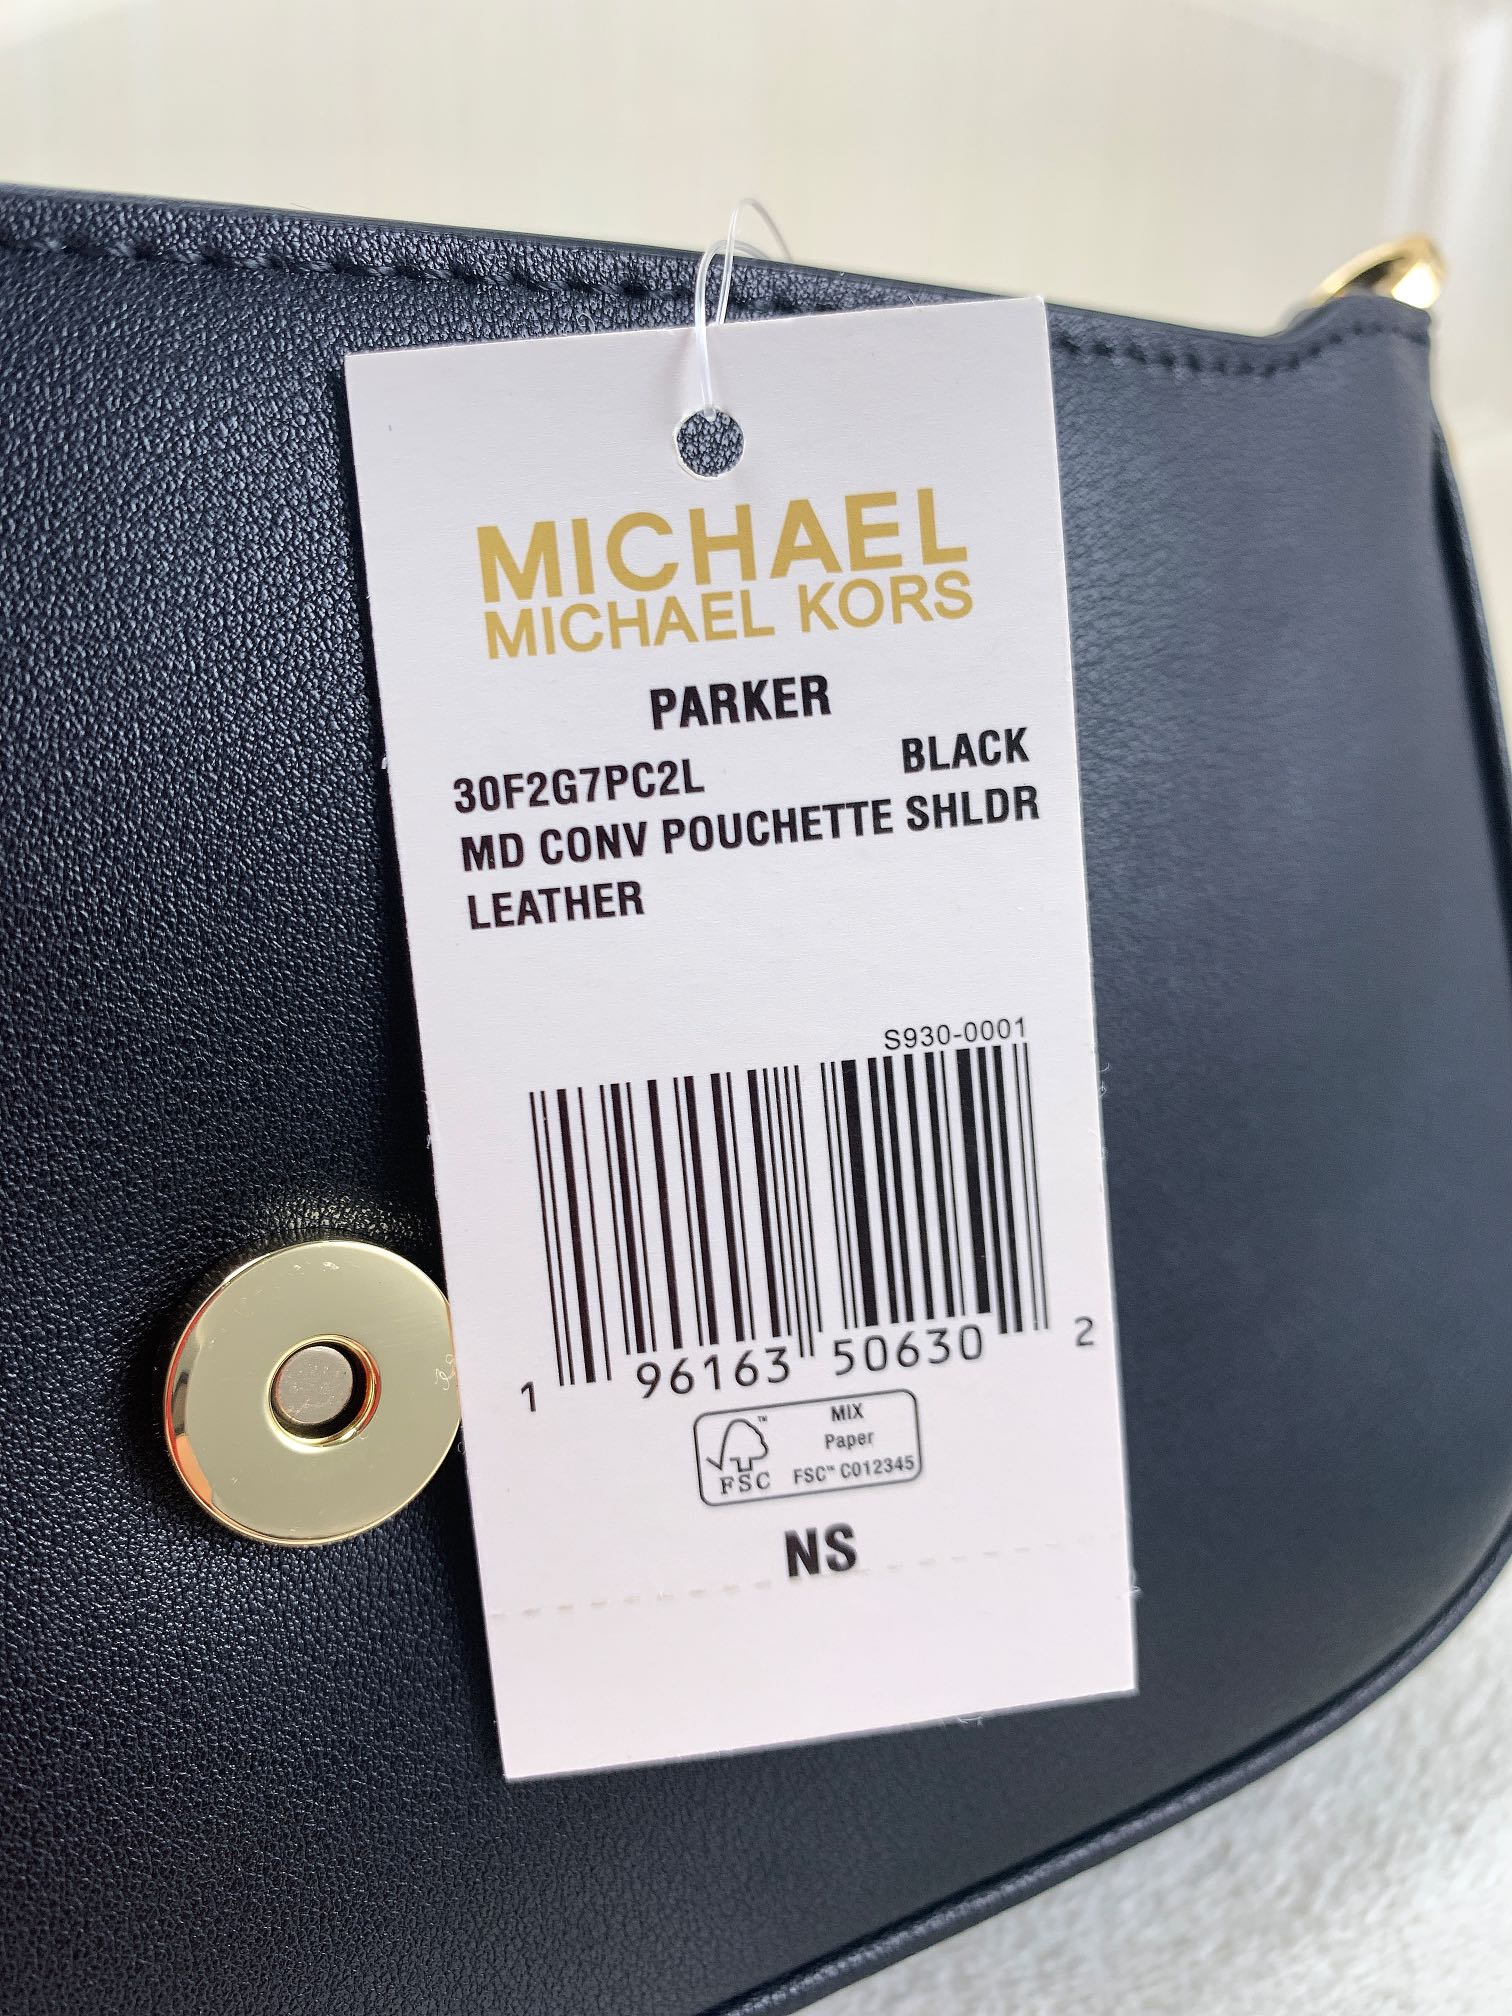 MICHAEL
MICHAEL KORS
PARKER
30F2G7PC2L BLACK
MD CONV POUCHETTE SHLDR
LEATHER
S930-0001
1 96163 50630 2
FSC™
MIX
Paper
FSC™ C012345
NS